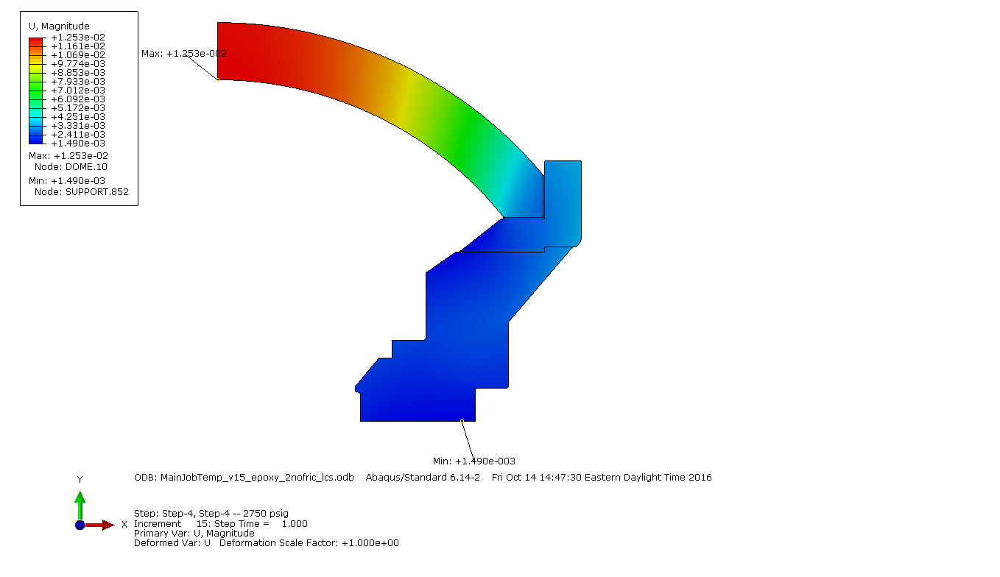 U, Magnitude
+1.253e-02
+1.161e-02
+1.069e-02
+9.774e-03
+8.853e-03
+7.933e-03
+7.012e-03
+6.092e-03
+5.172e-03
+4.251e-03
+3.331e-03
+2.411e-03
+1.490e-03
Max: +1.253e-02
Node: DOME.10
Min: +1.490e-03
Node: SUPPORT.852
Max: +1.253e-002
Min: +1.490e-003
ODB: MainJobTemp_v15_epoxy_2nofric_lcs.odb Abaqus/Standard 6.14-2 Fri Oct 14 14:47:30 Eastern Daylight Time 2016
Y
X
Step: Step-4, Step-4 -- 2750 psig
Increment 15: Step Time = 1.000
Primary Var: U, Magnitude
Deformed Var: U Deformation Scale Factor: +1.000e+00